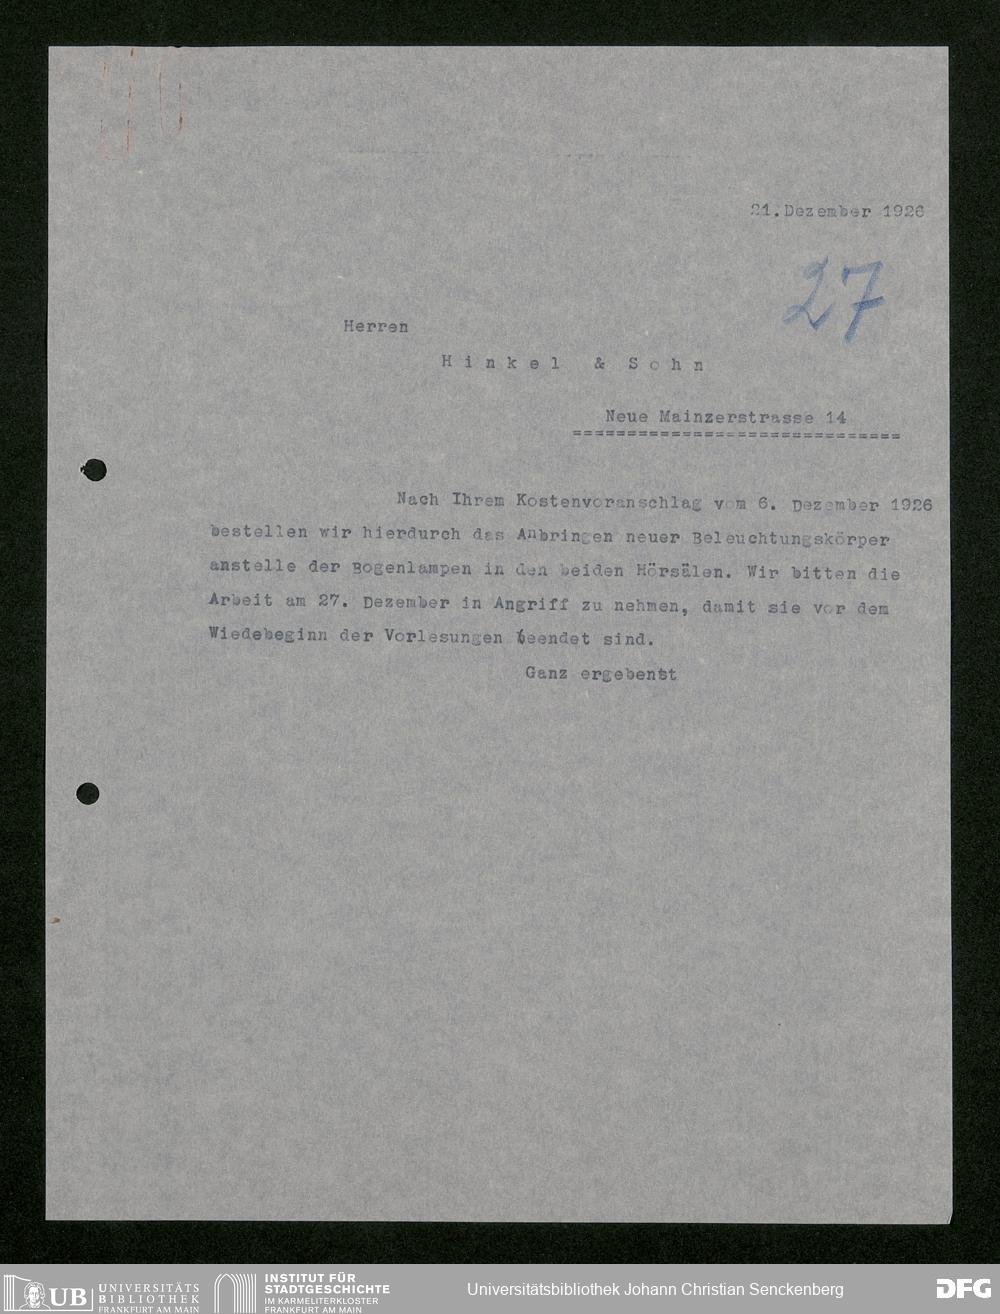 21.Dezember 1926
27
Herren
H i n k e l & S o h n
Neue Mainzerstrasse 14
==============================
Nach Ihrem Kostenvoranschlag vom 6. Dezember 1926
bestellen wir hierdurch das Anbringen neuer Beleuchtungskörper
anstelle der Bogenlampen in den beiden Hörsälen. Wir bitten die
Arbeit am 27. Dezember in Angriff zu nehmen, damit sie vor dem
Wiedebeginn der Vorlesungen beendet sind.
Ganz ergebenst
UB UNIVERSITÄTS
BIBLIOTHEK
FRANKFURT AM MAIN
INSTITUT FÜR
STADTGESCHICHTE
IM KARMELITERKLOSTER
FRANKFURT AM MAIN
Universitätsbibliothek Johann Christian Senckenberg
DFG